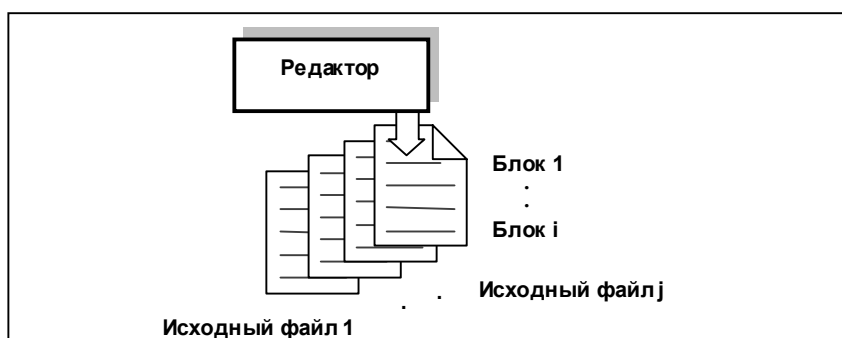 Редактор
Блок 1
.
.
Блок i
Исходный файл j
. .
Исходный файл 1